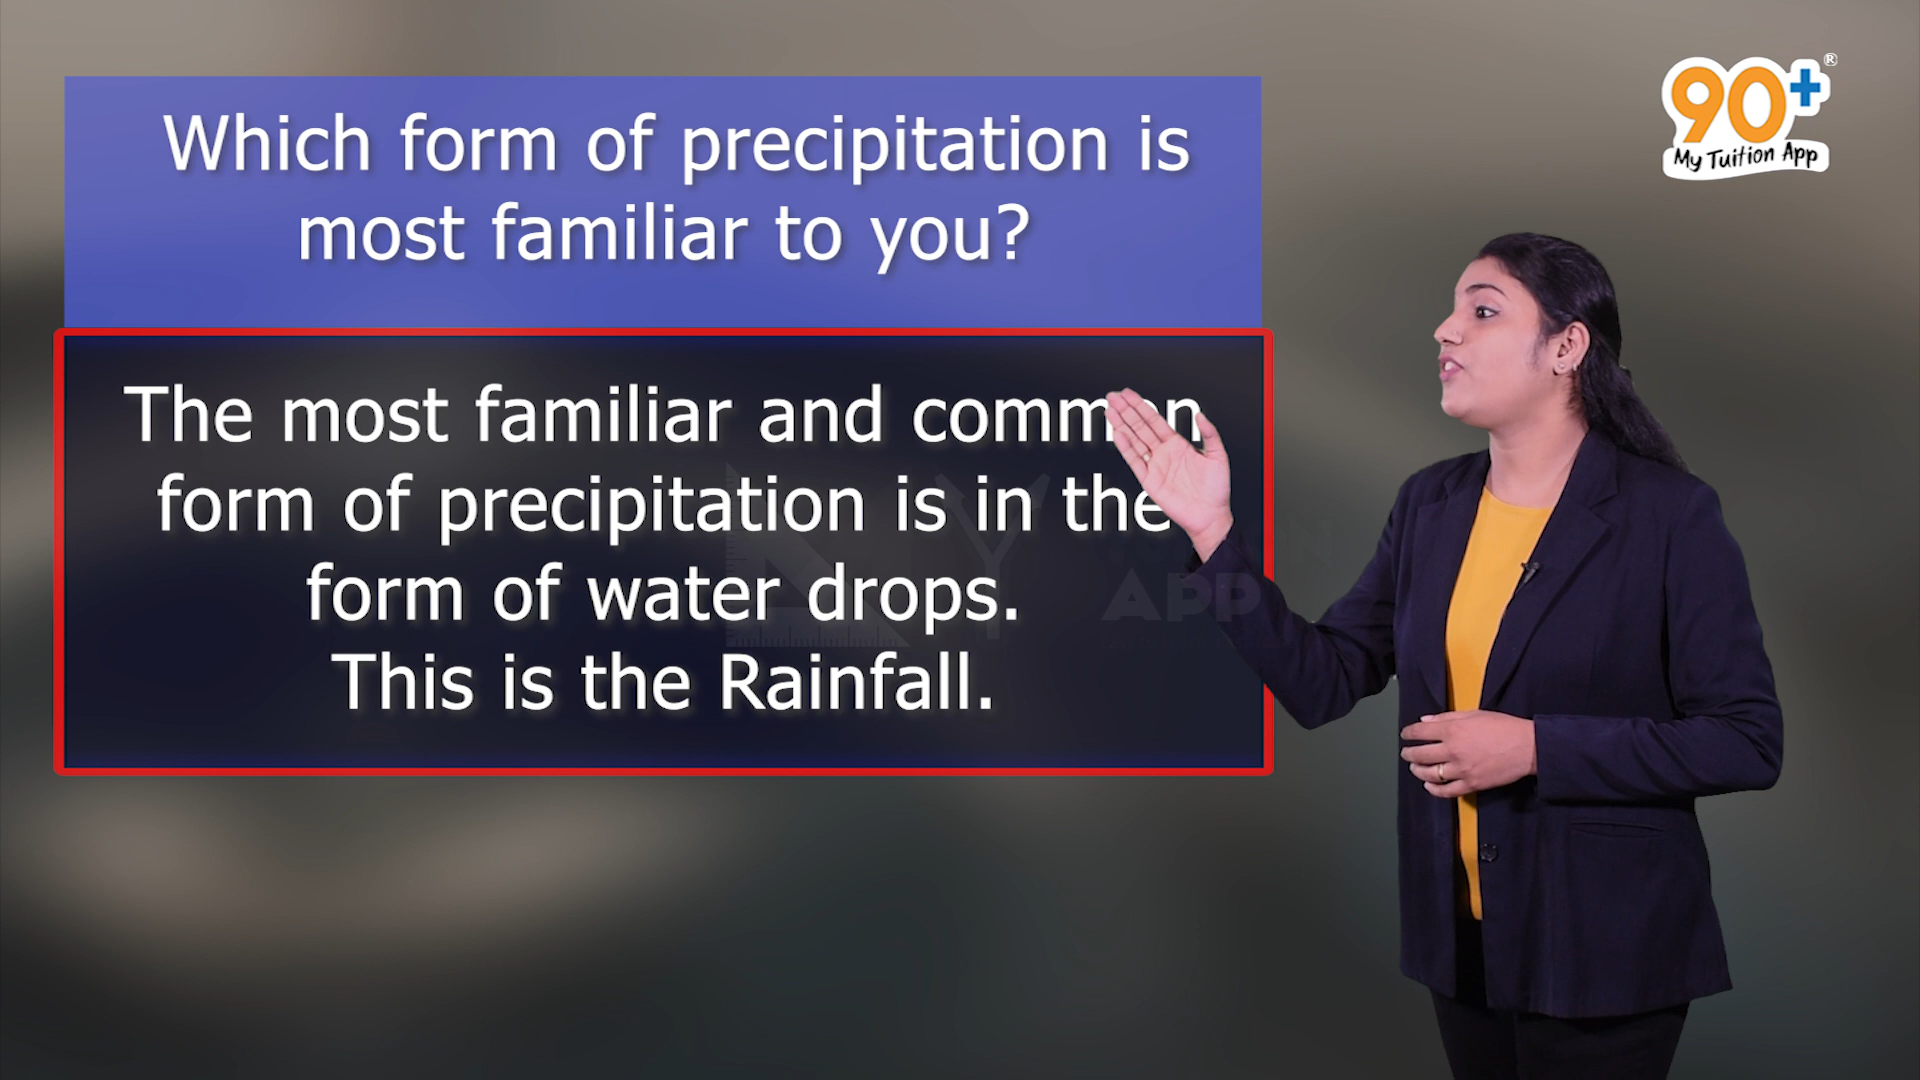 Which form of precipitation is
most familiar to you?
The most familiar and common
form of precipitation is in the
form of water drops.
This is the Rainfall.
90+®
My Tuition App
APP